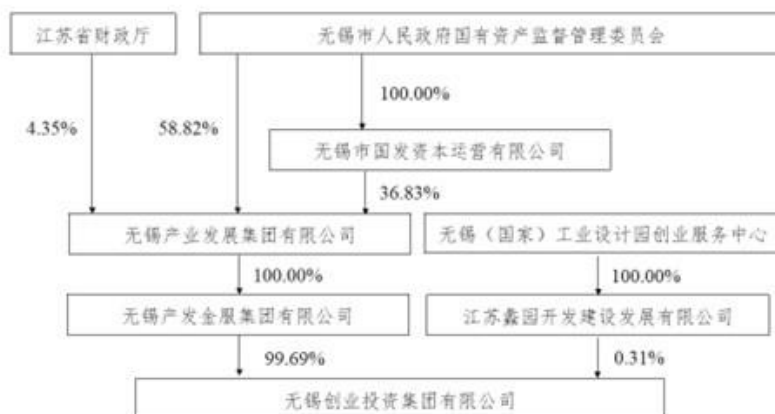 江苏省财政厅
无锡市人民政府国有资产监督管理委员会
100.00%
4.35%
58.82%
无锡市国发资本运营有限公司
36.83%
无锡产业发展集团有限公司
无锡（国家）工业设计园创业服务中心
100.00%
100.00%
无锡产发金服集团有限公司
江苏蠡园开发建设发展有限公司
99.69%
0.31%
无锡创业投资集团有限公司